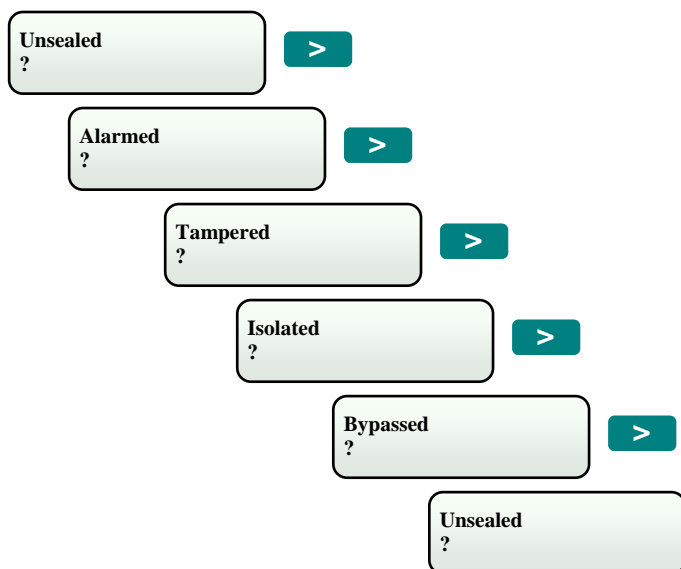 Unsealed
?
>
Alarmed
?
>
Tampered
?
>
Isolated
?
>
Bypassed
?
>
Unsealed
?